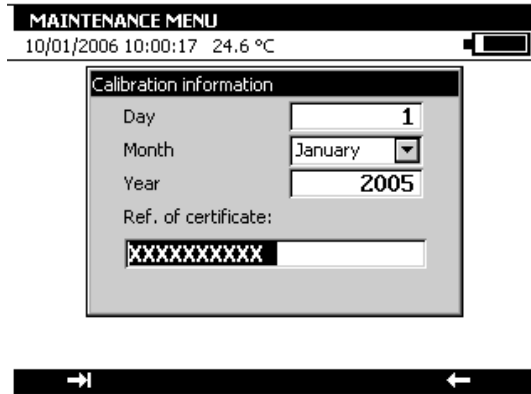 MAINTENANCE MENU
10/01/2006 10:00:17 24.6 °C
Calibration information
Day 1
Month January
Year 2005
Ref. of certificate:
XXXXXXXXXX